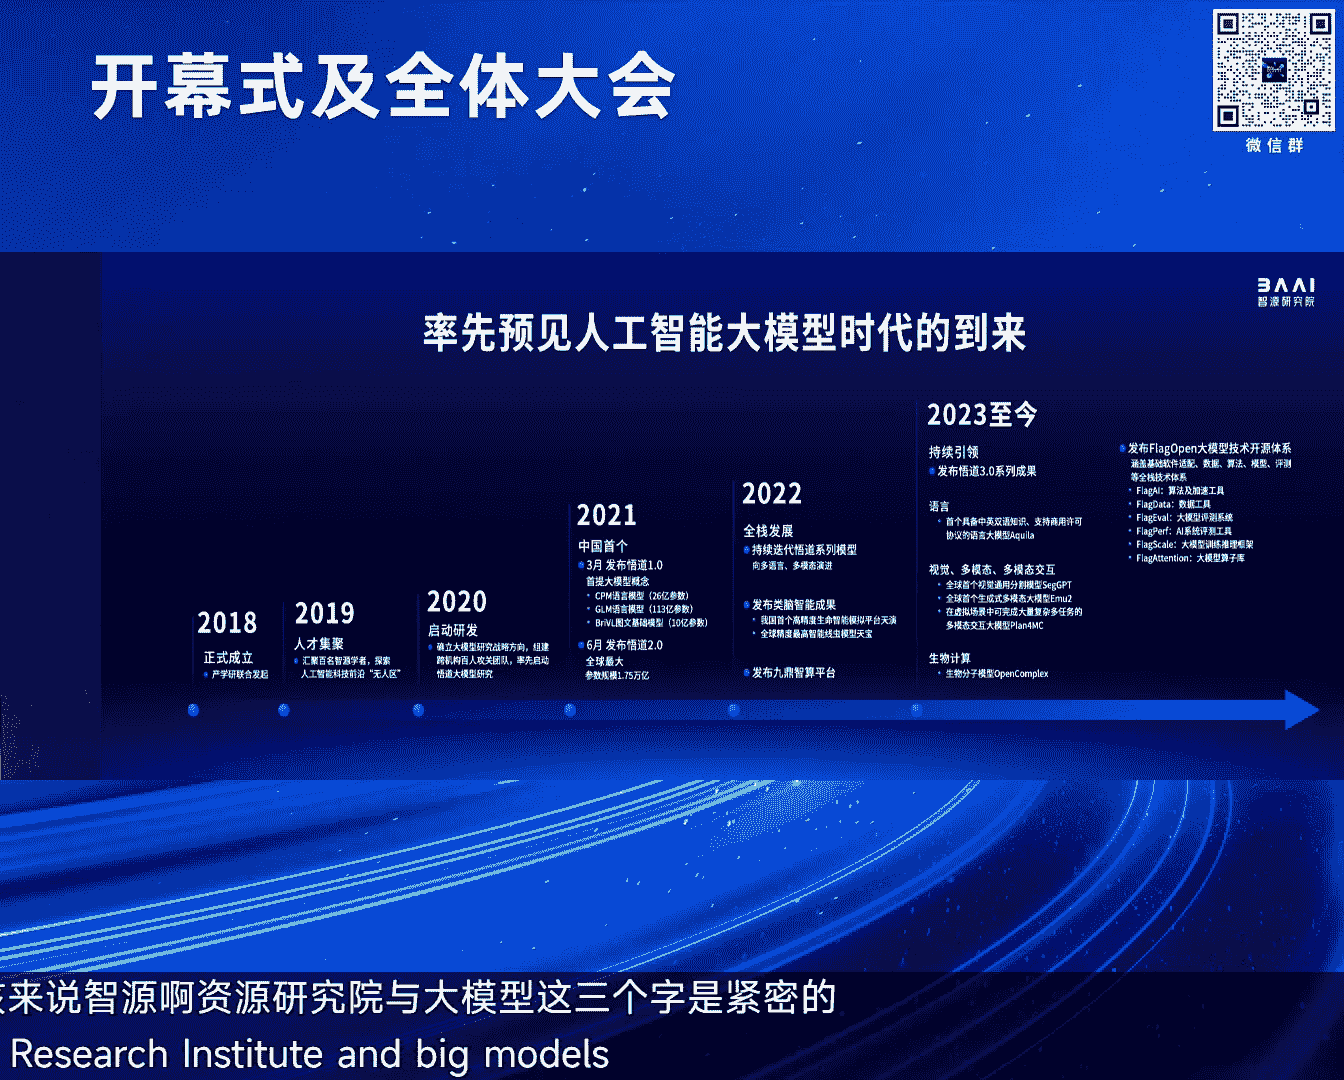 开幕式及全体大会
微信群
BAAI
智源研究院
率先预见人工智能大模型时代的到来
2018
正式成立
产学研联合发起
2019
人才集聚
汇聚百名智源学者，探索
人工智能科技前沿“无人区”
2020
启动研发
确立大模型研究战略方向，组建
跨机构百人攻关团队，率先启动
悟道大模型研究
2021
中国首个
3月 发布悟道1.0
首提大模型概念
CPM语言模型（26亿参数）
GLM语言模型（113亿参数）
BriVL图文基础模型（10亿参数）
6月 发布悟道2.0
全球最大
参数规模1.75万亿
2022
全栈发展
持续迭代悟道系列模型
向多语言、多模态演进
发布类脑智能成果
我国首个高精度生命智能模拟平台天演
全球精度最高智能线虫模型天宝
发布九鼎智算平台
2023至今
持续引领
发布悟道3.0系列成果
语言
首个具备中英双语知识、支持商用许可
协议的语言大模型Aquila
视觉、多模态、多模态交互
全球首个视觉通用分割模型SegGPT
全球首个生成式多模态大模型Emu2
在虚拟场景中可完成大量复杂多任务的
多模态交互大模型Plan4MC
生物计算
生物分子模型OpenComplex
发布FlagOpen大模型技术开源体系
涵盖基础软件适配、数据、算法、模型、评测
等全栈技术体系
FlagAI：算法及加速工具
FlagData：数据工具
FlagEval：大模型评测系统
FlagPerf：AI系统评测工具
FlagScale：大模型训练推理框架
FlagAttention：大模型算子库
来说智源啊资源研究院与大模型这三个字是紧密的
Research Institute and big models